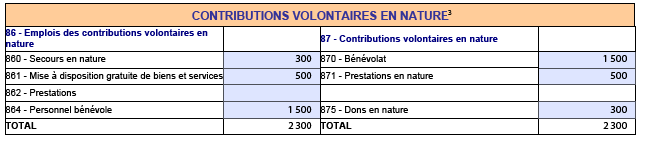 CONTRIBUTIONS VOLONTAIRES EN NATURE³
86 - Emplois des contributions volontaires en nature
87 - Contributions volontaires en nature
860 - Secours en nature 300 870 - Bénévolat 1 500
861 - Mise à disposition gratuite de biens et services 500 871 - Prestations en nature 500
862 - Prestations
864 - Personnel bénévole 1 500 875 - Dons en nature 300
TOTAL 2 300 TOTAL 2 300